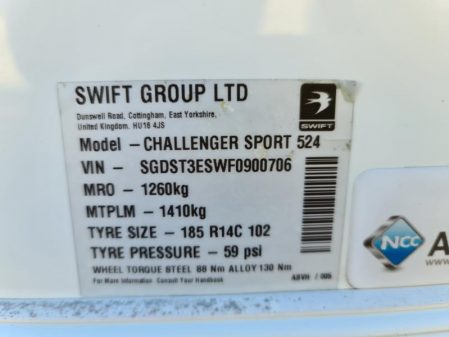 SWIFT GROUP LTD
Dunswell Road, Cottingham, East Yorkshire,
United Kingdom. HU16 4JS
SWIFT
Model - CHALLENGER SPORT 524
VIN - SGDST3ESWF0900706
MRO - 1260kg
MTPLM - 1410kg
TYRE SIZE - 185 R14C 102
TYRE PRESSURE - 59 psi
WHEEL TORQUE STEEL 88 Nm ALLOY 130 Nm
For More Information Consult Your Handbook
NCC
www.